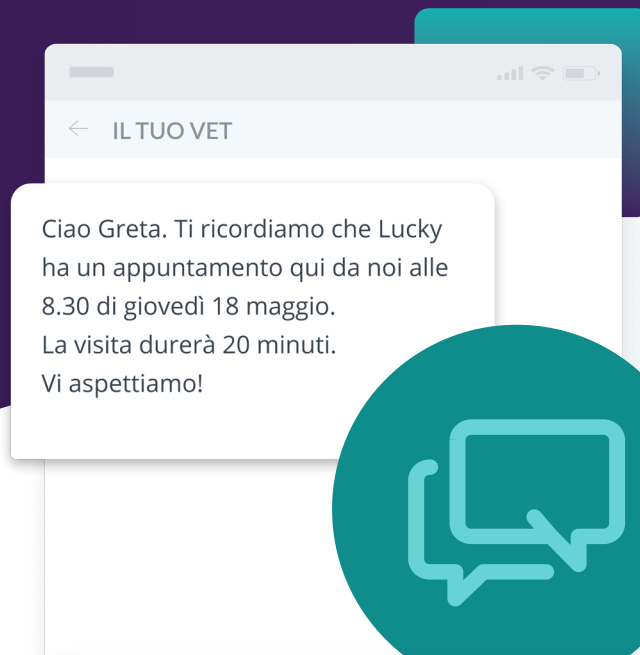 IL TUO VET
Ciao Greta. Ti ricordiamo che Lucky
ha un appuntamento qui da noi alle
8.30 di giovedì 18 maggio.
La visita durerà 20 minuti.
Vi aspettiamo!